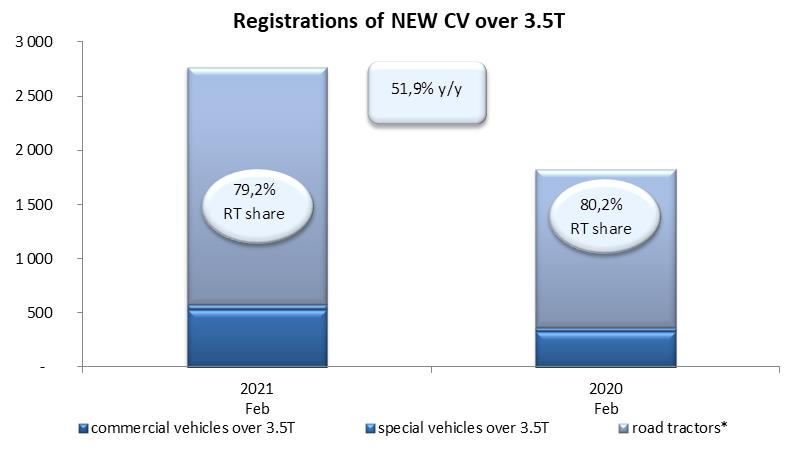 Registrations of NEW CV over 3.5T
3 000
2 500
2 000
1 500
1 000
500
-
51,9% y/y
79,2%
RT share
80,2%
RT share
2021
2020
Feb
Feb
commercial vehicles over 3.5T
special vehicles over 3.5T
road tractors*